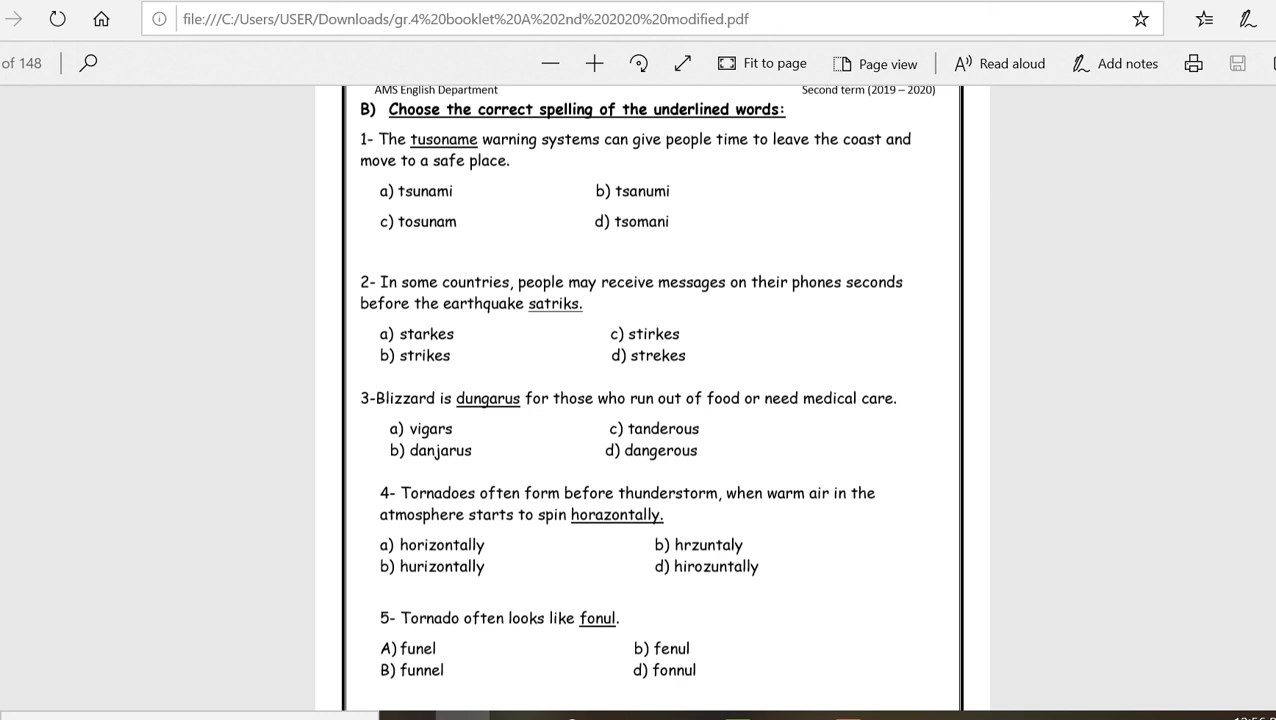 file:///C:/Users/USER/Downloads/gr.4%20booklet%20A%202nd%202020%20modified.pdf
of 148
Fit to page
Page view
Read aloud
Add notes
AMS English Department Second term (2019 – 2020)
B) Choose the correct spelling of the underlined words:
1- The tusoname warning systems can give people time to leave the coast and
move to a safe place.
a) tsunami b) tsanumi
c) tosunam d) tsomani
2- In some countries, people may receive messages on their phones seconds
before the earthquake satriks.
a) starkes c) stirkes
b) strikes d) strekes
3-Blizzard is dungarus for those who run out of food or need medical care.
a) vigars c) tanderous
b) danjarus d) dangerous
4- Tornadoes often form before thunderstorm, when warm air in the
atmosphere starts to spin horazontally.
a) horizontally b) hrzuntaly
b) hurizontally d) hirozuntally
5- Tornado often looks like fonul.
A) funel b) fenul
B) funnel d) fonnul